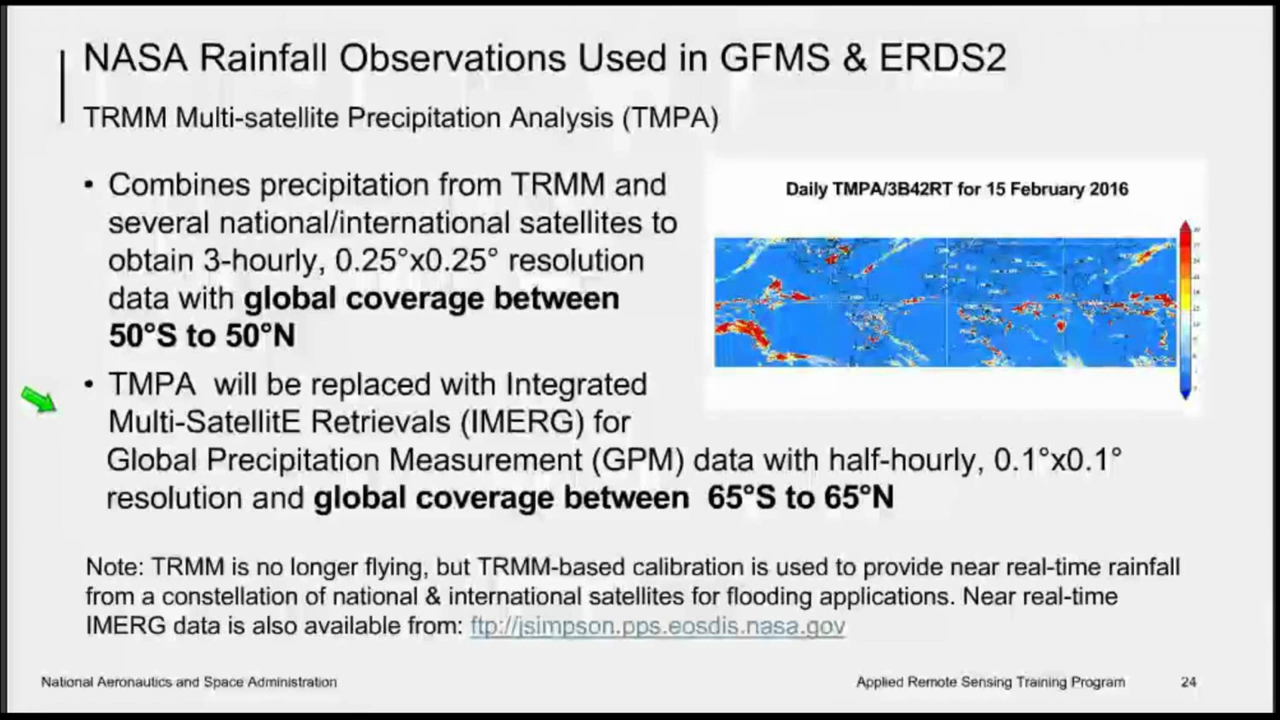 NASA Rainfall Observations Used in GFMS & ERDS2
TRMM Multi-satellite Precipitation Analysis (TMPA)
• Combines precipitation from TRMM and
several national/international satellites to
obtain 3-hourly, 0.25°x0.25° resolution
data with global coverage between
50°S to 50°N
Daily TMPA/3B42RT for 15 February 2016
• TMPA will be replaced with Integrated
Multi-SatellitE Retrievals (IMERG) for
Global Precipitation Measurement (GPM) data with half-hourly, 0.1°x0.1°
resolution and global coverage between 65°S to 65°N
Note: TRMM is no longer flying, but TRMM-based calibration is used to provide near real-time rainfall
from a constellation of national & international satellites for flooding applications. Near real-time
IMERG data is also available from: ftp://jsimpson.pps.eosdis.nasa.gov
National Aeronautics and Space Administration
Applied Remote Sensing Training Program
24